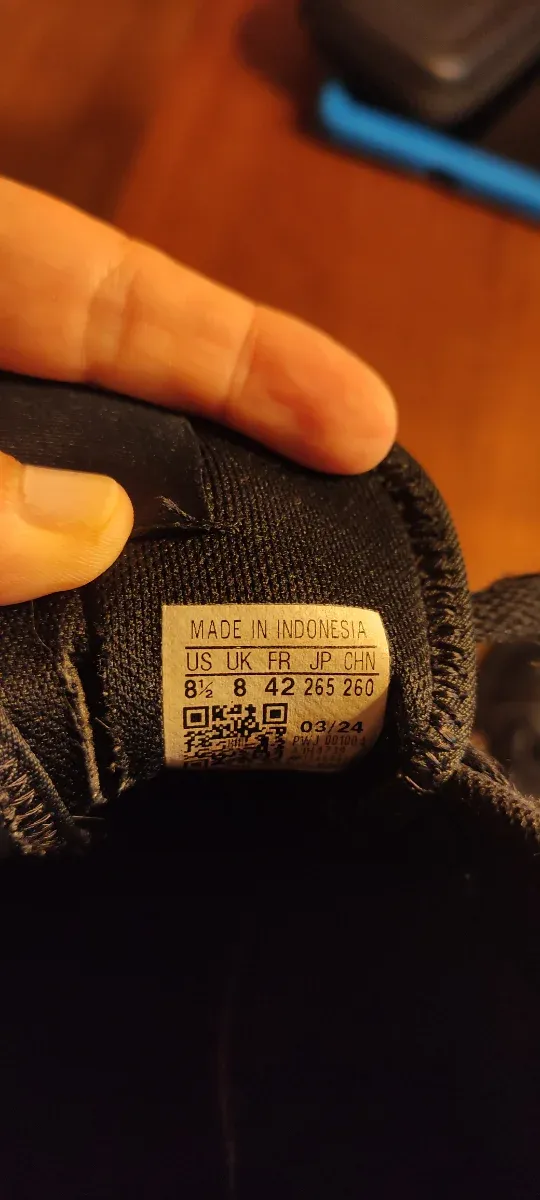 MADE IN INDONESIA
US UK FR JP CHN
8½ 8 42 265 260
03/24